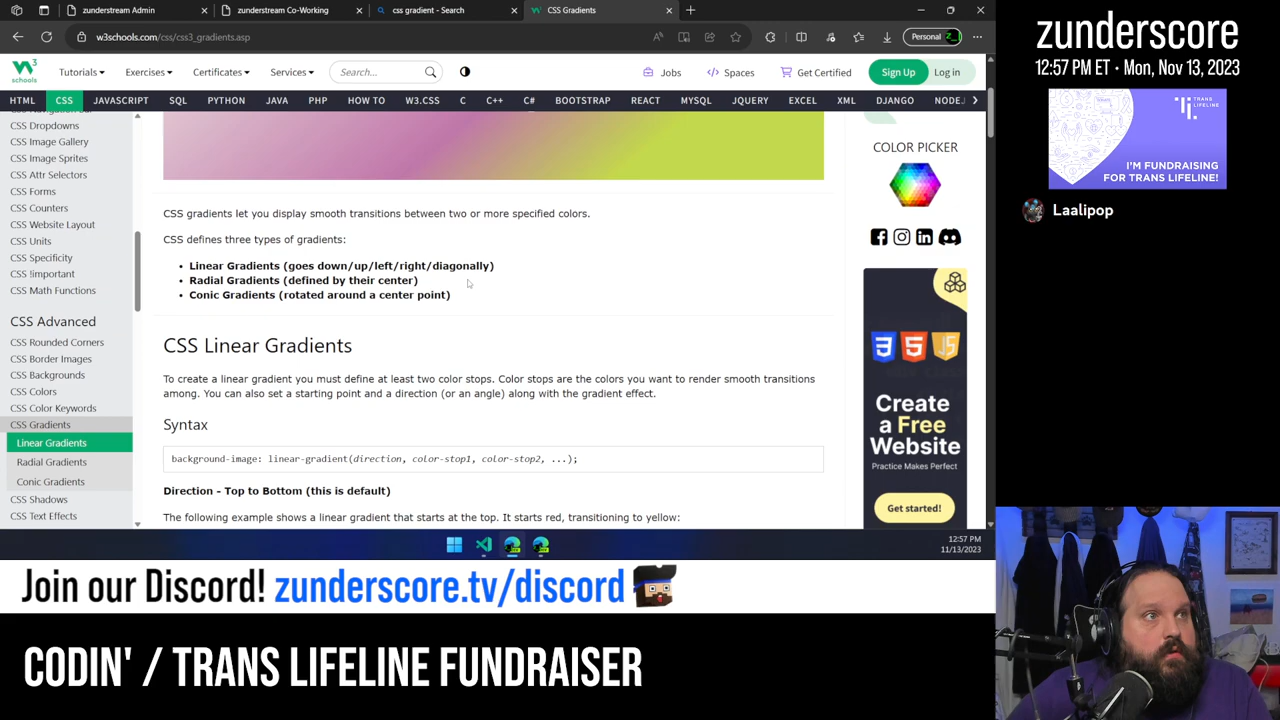 zunderstream Admin
zunderstream Co-Working
css gradient - Search
CSS Gradients
w3schools.com/css/css3_gradients.asp
Personal
schools
Tutorials
Exercises
Certificates
Services
Search...
Jobs
Spaces
Get Certified
Sign Up
Log in
HTML
CSS
JAVASCRIPT
SQL
PYTHON
JAVA
PHP
HOW TO
W3.CSS
C
C++
C#
BOOTSTRAP
REACT
MYSQL
JQUERY
EXCEL
XML
DJANGO
CSS Dropdowns
CSS Image Gallery
CSS Image Sprites
CSS Attr Selectors
CSS Forms
CSS Counters
CSS Website Layout
CSS Units
CSS Specificity
CSS !important
CSS Math Functions
CSS Advanced
CSS Rounded Corners
CSS Border Images
CSS Backgrounds
CSS Colors
CSS Color Keywords
CSS Gradients
Linear Gradients
Radial Gradients
Conic Gradients
CSS Shadows
CSS Text Effects
CSS gradients let you display smooth transitions between two or more specified colors.
CSS defines three types of gradients:
Linear Gradients (goes down/up/left/right/diagonally)
Radial Gradients (defined by their center)
Conic Gradients (rotated around a center point)
CSS Linear Gradients
To create a linear gradient you must define at least two color stops. Color stops are the colors you want to render smooth transitions
among. You can also set a starting point and a direction (or an angle) along with the gradient effect.
Syntax
background-image: linear-gradient(direction, color-stop1, color-stop2, ...);
Direction - Top to Bottom (this is default)
The following example shows a linear gradient that starts at the top. It starts red, transitioning to yellow:
COLOR PICKER
Create
a Free
Website
Practice Makes Perfect
Get started!
12:57 PM
11/13/2023
zunderscore
12:57 PM ET • Mon, Nov 13, 2023
TRANS
LIFELINE
I'M FUNDRAISING
FOR TRANS LIFELINE!
Laalipop
Join our Discord! zunderscore.tv/discord
CODIN' / TRANS LIFELINE FUNDRAISER